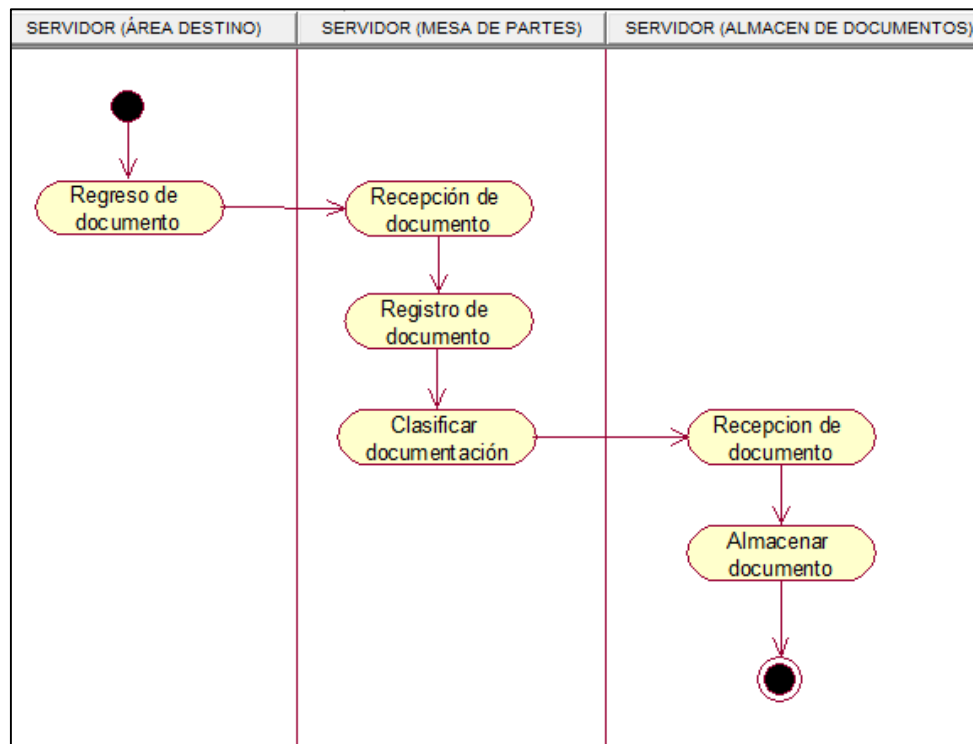 SERVIDOR (ÁREA DESTINO)
SERVIDOR (MESA DE PARTES)
SERVIDOR (ALMACEN DE DOCUMENTOS)
Regreso de
documento
Recepción de
documento
Registro de
documento
Clasificar
documentación
Recepcion de
documento
Almacenar
documento